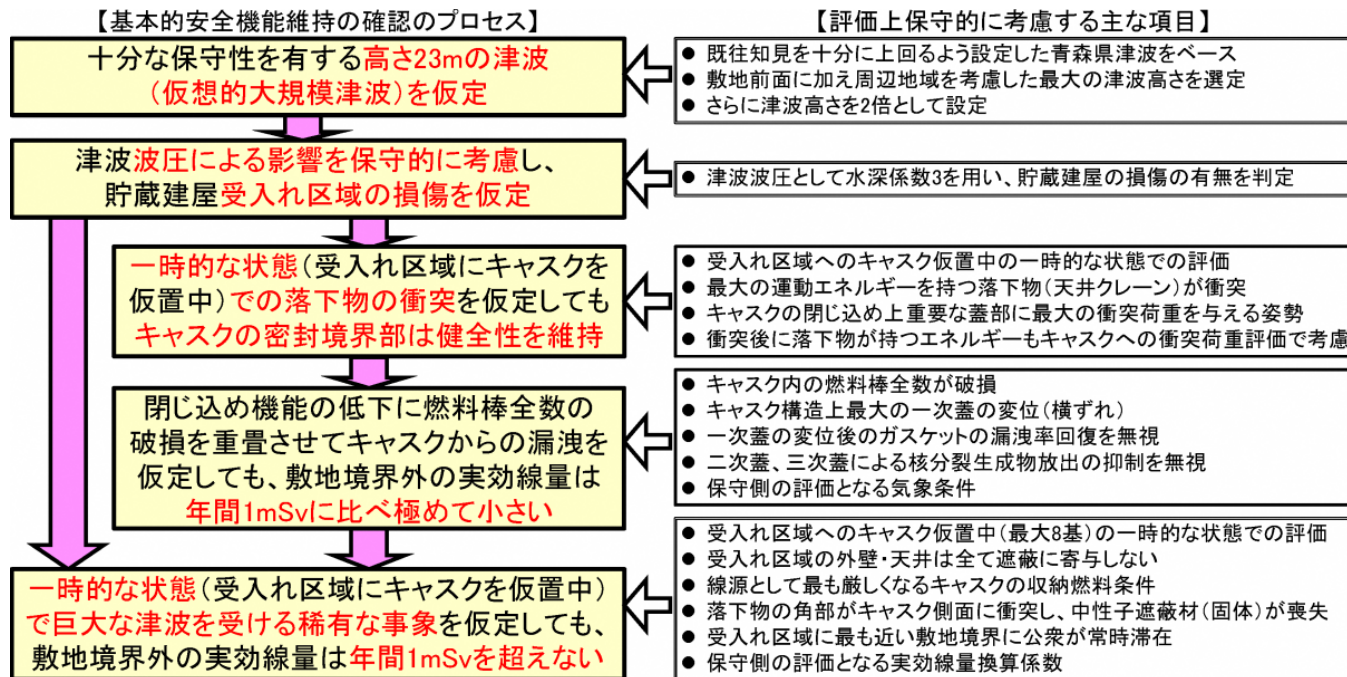 【基本的安全機能維持の確認のプロセス】
十分な保守性を有する高さ23mの津波
(仮想的大規模津波)を仮定
津波波圧による影響を保守的に考慮し、
貯蔵建屋受入れ区域の損傷を仮定
一時的な状態(受入れ区域にキャスクを
仮置中)での落下物の衝突を仮定しても
キャスクの密封境界部は健全性を維持
閉じ込め機能の低下に燃料棒全数の
破損を重畳させてキャスクからの漏洩を
仮定しても、敷地境界外の実効線量は
年間1mSvに比べ極めて小さい
一時的な状態(受入れ区域にキャスクを仮置中)
で巨大な津波を受ける稀有な事象を仮定しても、
敷地境界外の実効線量は年間1mSvを超えない
【評価上保守的に考慮する主な項目】
● 既往知見を十分に上回るよう設定した青森県津波をベース
● 敷地前面に加え周辺地域を考慮した最大の津波高さを選定
● さらに津波高さを2倍として設定
● 津波波圧として水深係数3を用い、貯蔵建屋の損傷の有無を判定
● 受入れ区域へのキャスク仮置中の一時的な状態での評価
● 最大の運動エネルギーを持つ落下物(天井クレーン)が衝突
● キャスクの閉じ込め上重要な蓋部に最大の衝突荷重を与える姿勢
● 衝突後に落下物が持つエネルギーもキャスクへの衝突荷重評価で考慮
● キャスク内の燃料棒全数が破損
● キャスク構造上最大の一次蓋の変位(横ずれ)
● 一次蓋の変位後のガスケットの漏洩率回復を無視
● 二次蓋、三次蓋による核分裂生成物放出の抑制を無視
● 保守側の評価となる気象条件
● 受入れ区域へのキャスク仮置中(最大8基)の一時的な状態での評価
● 受入れ区域の外壁・天井は全て遮蔽に寄与しない
● 線源として最も厳しくなるキャスクの収納燃料条件
● 落下物の角部がキャスク側面に衝突し、中性子遮蔽材(固体)が喪失
● 受入れ区域に最も近い敷地境界に公衆が常時滞在
● 保守側の評価となる実効線量換算係数